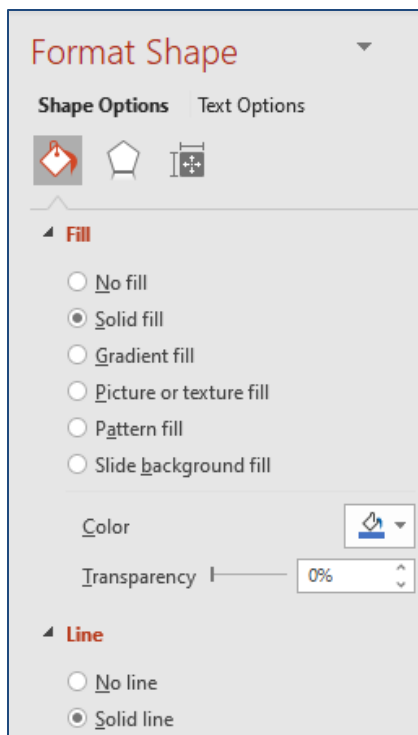 Format Shape
Shape Options Text Options
Fill
No fill
Solid fill
Gradient fill
Picture or texture fill
Pattern fill
Slide background fill
Color
Transparency 0%
Line
No line
Solid line